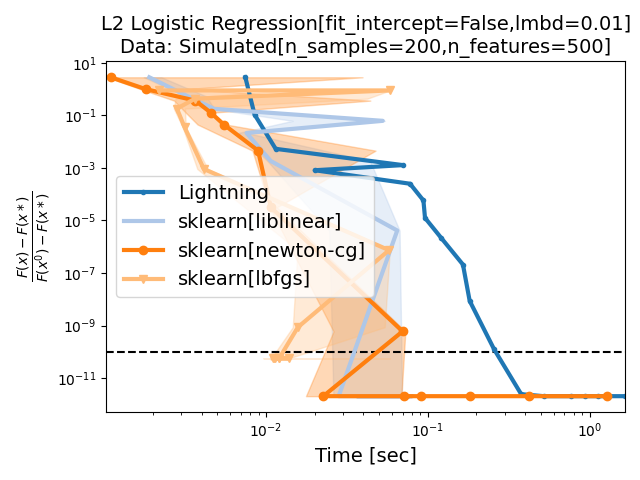 L2 Logistic Regression[fit_intercept=False,lmbd=0.01]
Data: Simulated[n_samples=200,n_features=500]
10^1
10^-1
10^-3
10^-5
10^-7
10^-9
10^-11
F(x) − F(x*)
F(x^0) − F(x*)
Lightning
sklearn[liblinear]
sklearn[newton-cg]
sklearn[lbfgs]
10^-2
10^-1
10^0
Time [sec]